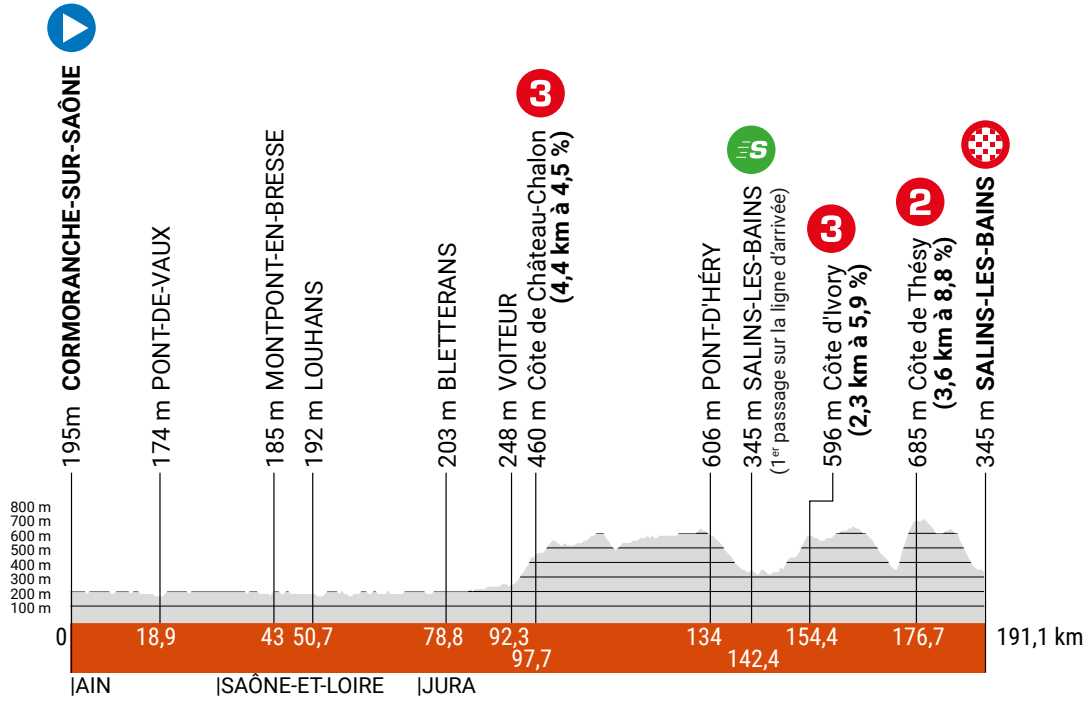 195m CORMORANCHE-SUR-SAÔNE
174 m PONT-DE-VAUX
185 m MONTPONT-EN-BRESSE
192 m LOUHANS
203 m BLETTERANS
248 m VOITEUR
3
460 m Côte de Château-Chalon
(4,4 km à 4,5 %)
606 m PONT-D'HÉRY
S
345 m SALINS-LES-BAINS
(1er passage sur la ligne d'arrivée)
3
596 m Côte d'Ivory
(2,3 km à 5,9 %)
2
685 m Côte de Thésy
(3,6 km à 8,8 %)
345 m SALINS-LES-BAINS
800 m
700 m
600 m
500 m
400 m
300 m
200 m
100 m
0 18,9 43 50,7 78,8 92,3 134 154,4 176,7 191,1 km
97,7 142,4
|AIN |SAÔNE-ET-LOIRE |JURA